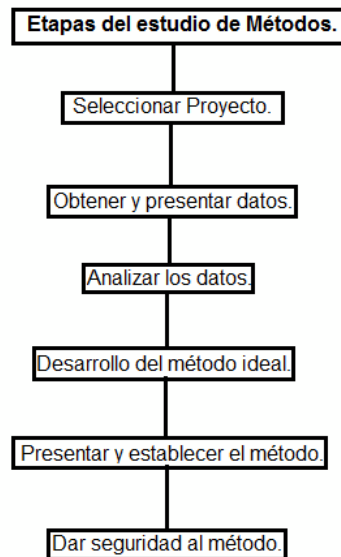 Etapas del estudio de Métodos.
Seleccionar Proyecto.
Obtener y presentar datos.
Analizar los datos.
Desarrollo del método ideal.
Presentar y establecer el método.
Dar seguridad al método.